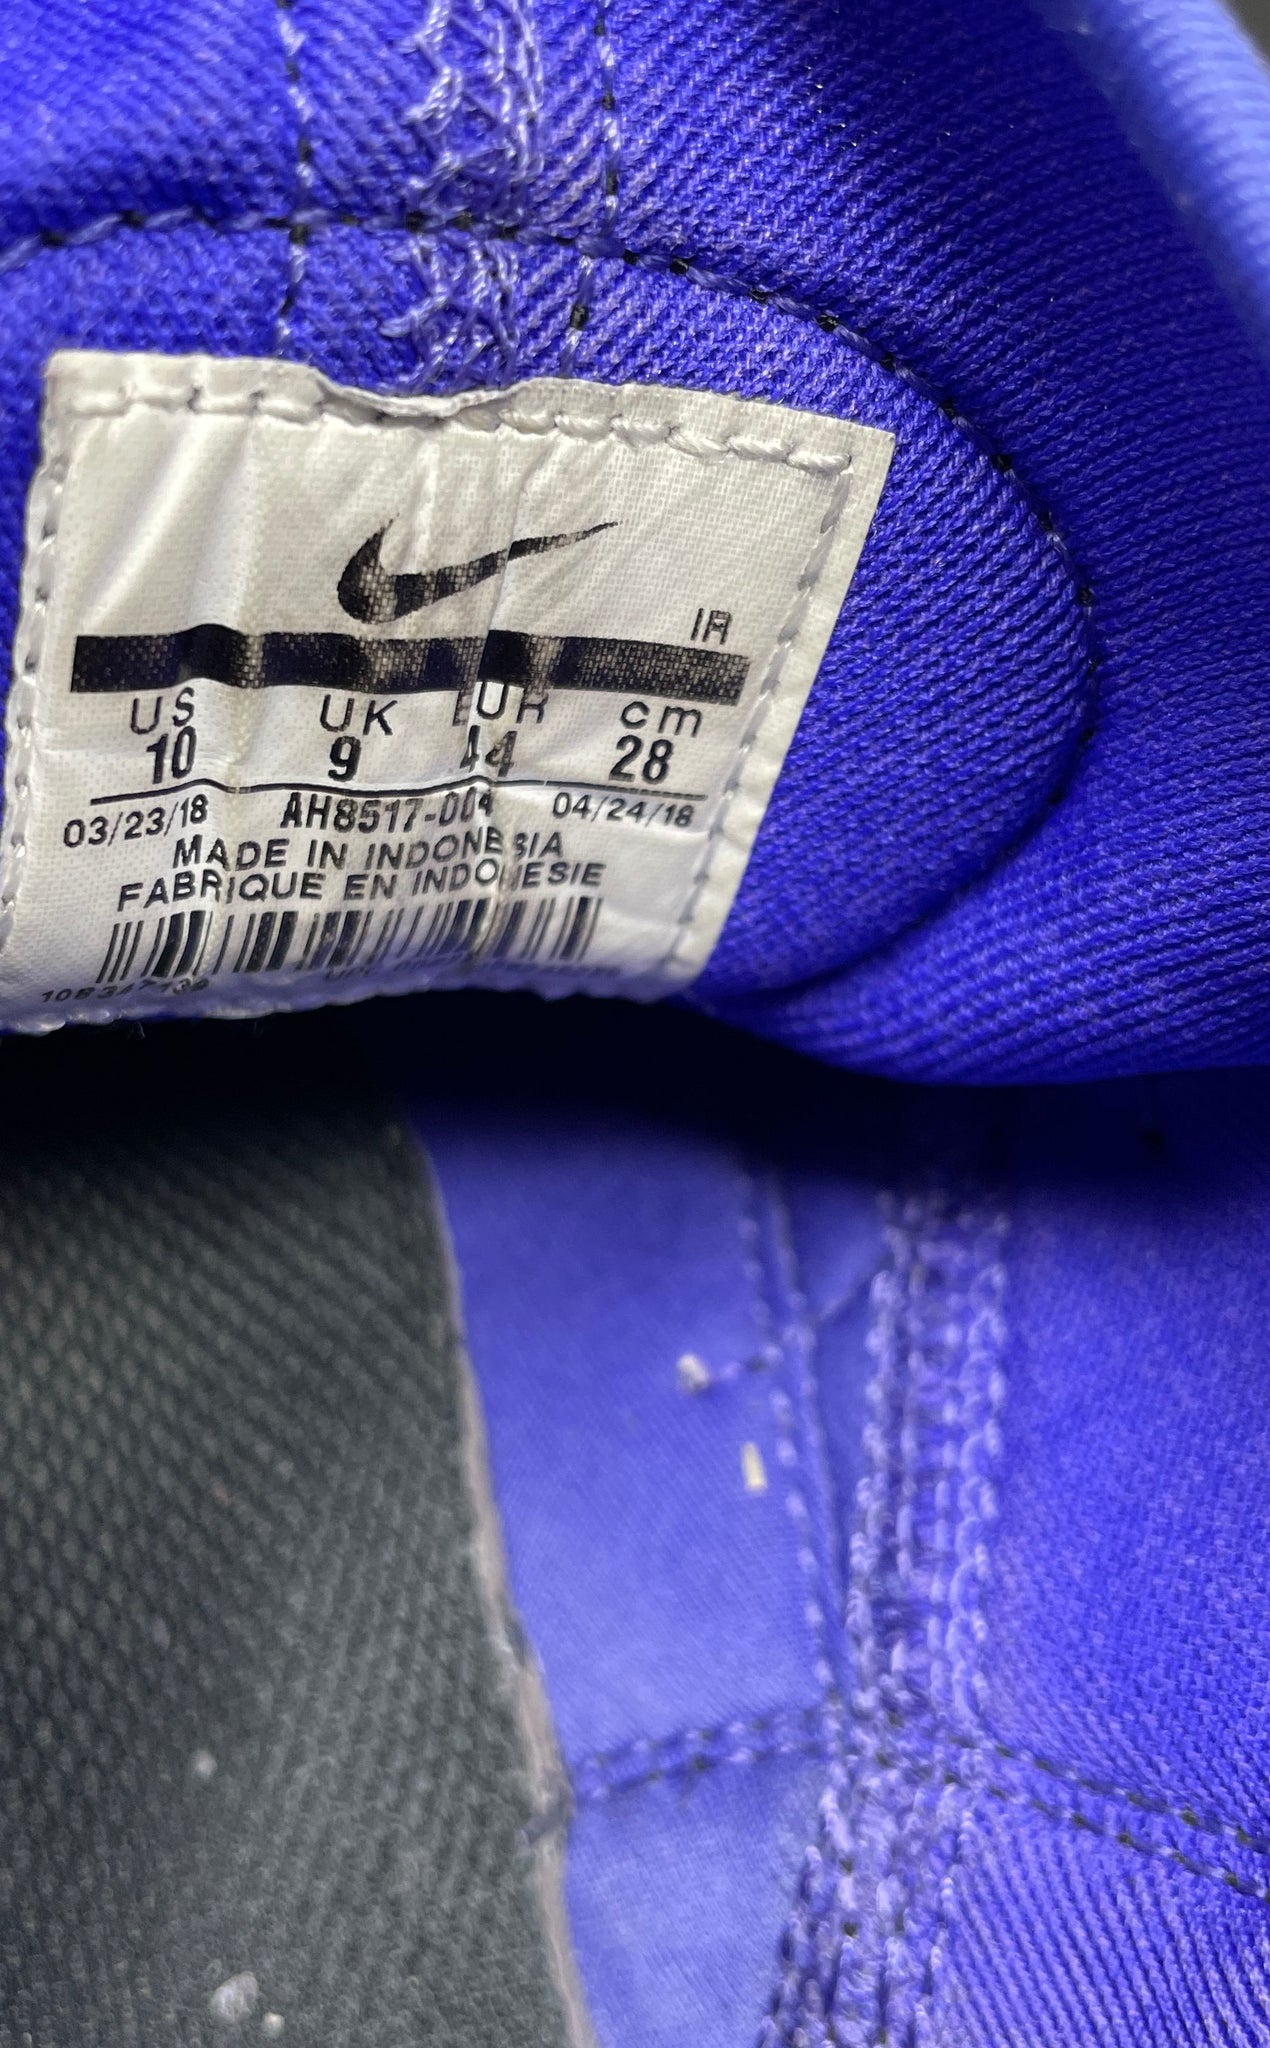 IR
US UK EUR cm
10 9 44 28
03/23/18 AH8517-004 04/24/18
MADE IN INDONESIA
FABRIQUE EN INDONESIE